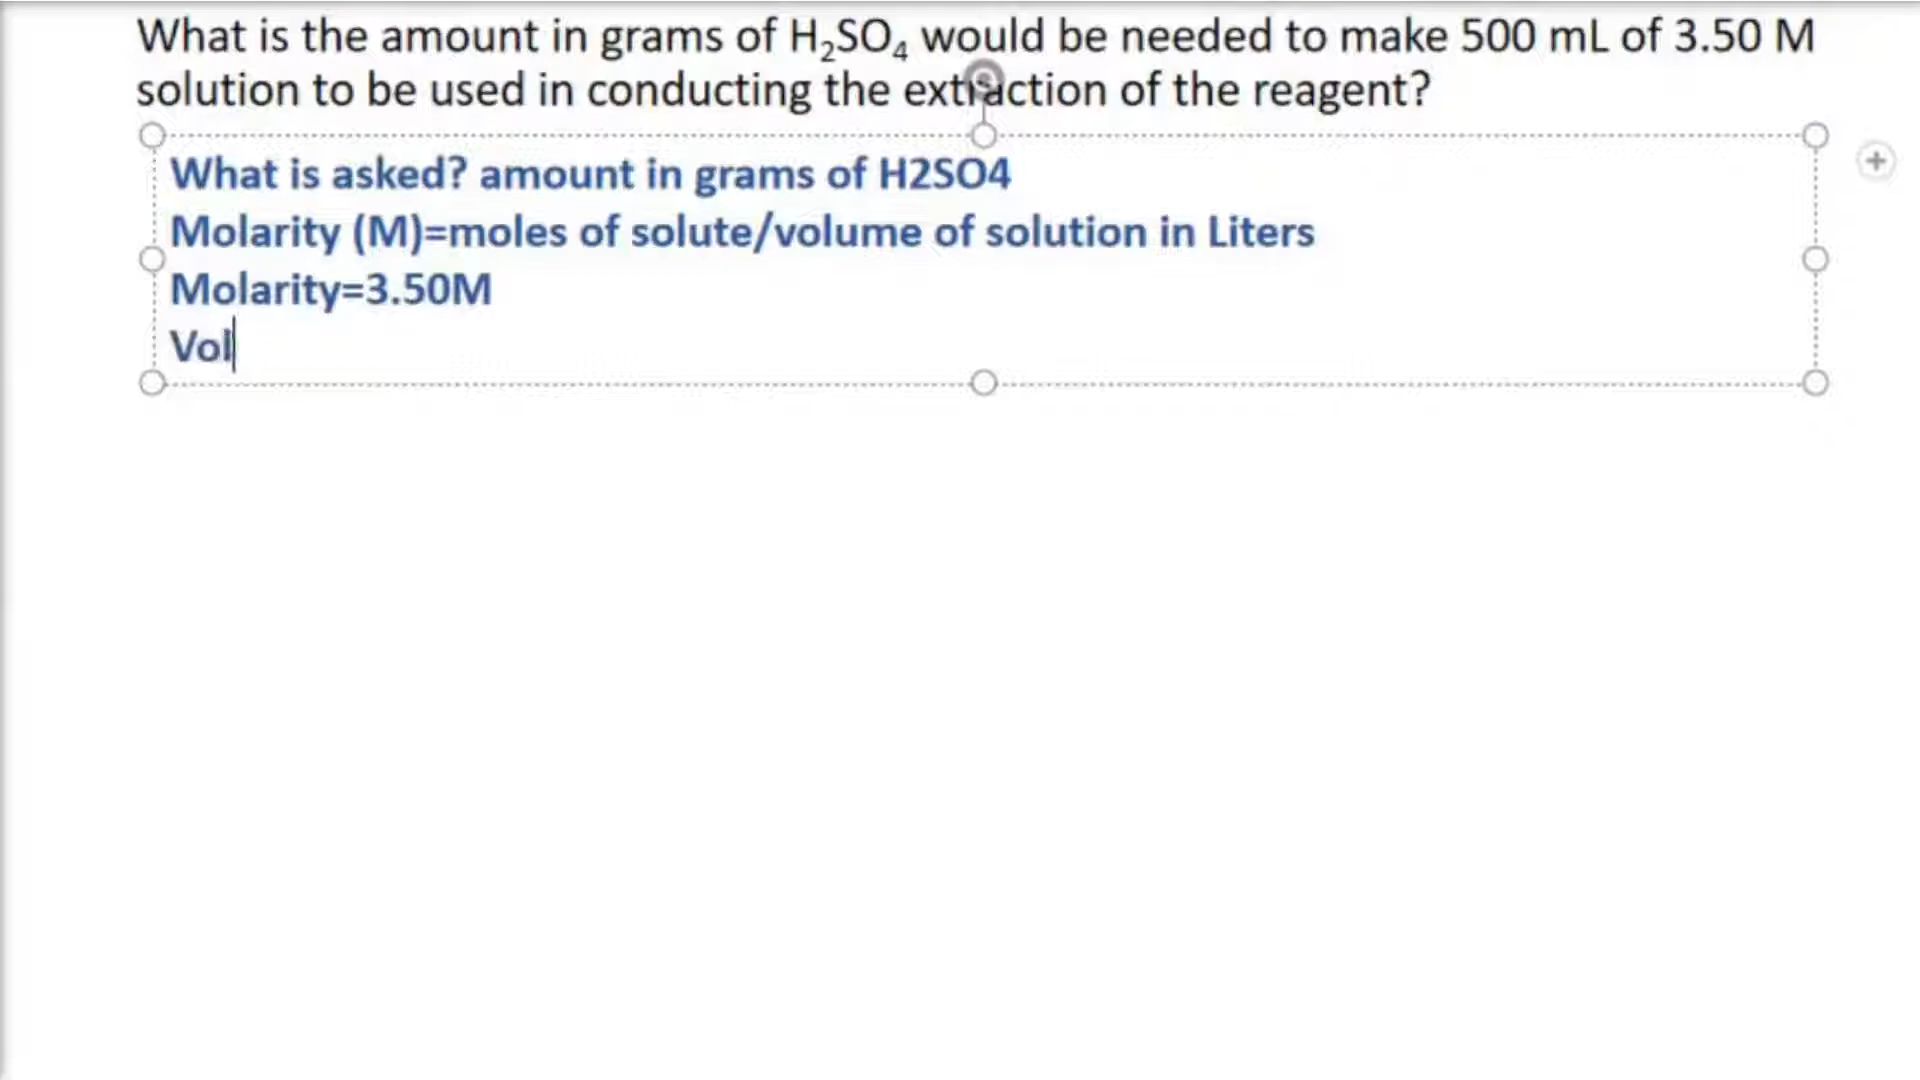 What is the amount in grams of H₂SO₄ would be needed to make 500 mL of 3.50 M
solution to be used in conducting the extraction of the reagent?
What is asked? amount in grams of H2SO4
Molarity (M)=moles of solute/volume of solution in Liters
Molarity=3.50M
Vol